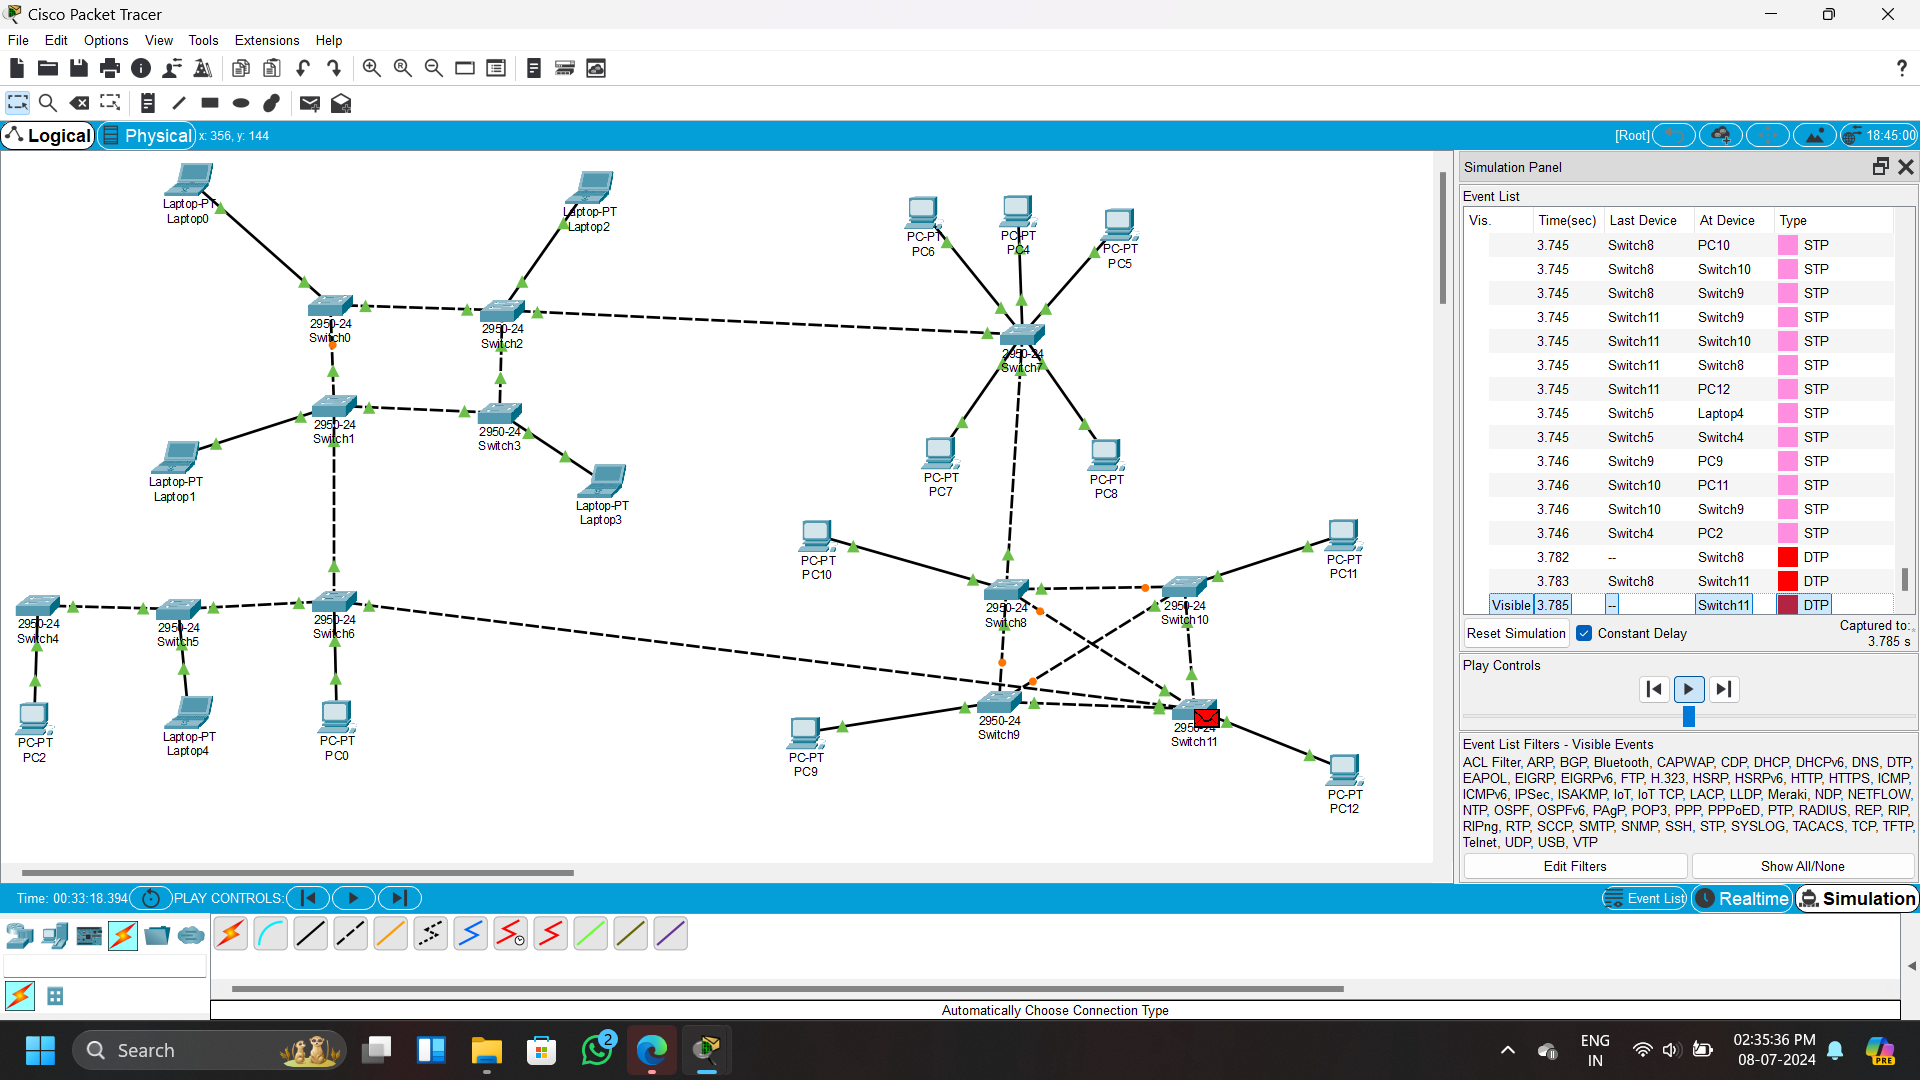 Cisco Packet Tracer
File Edit Options View Tools Extensions Help
Logical Physical x: 356, y: 144 [Root] 18:45:00
Laptop-PT
Laptop0
Laptop-PT
Laptop2
PC-PT
PC6
PC-PT
PC4
PC-PT
PC5
2950-24
Switch0
2950-24
Switch2
2950-24
Switch7
2950-24
Switch1
2950-24
Switch3
Laptop-PT
Laptop1
Laptop-PT
Laptop3
PC-PT
PC7
PC-PT
PC8
PC-PT
PC10
PC-PT
PC11
2950-24
Switch4
2950-24
Switch5
2950-24
Switch6
2950-24
Switch8
2950-24
Switch10
PC-PT
PC2
Laptop-PT
Laptop4
PC-PT
PC0
2950-24
Switch9
2950-24
Switch11
PC-PT
PC9
PC-PT
PC12
Simulation Panel
Event List
Vis. Time(sec) Last Device At Device Type
3.745 Switch8 PC10 STP
3.745 Switch8 Switch10 STP
3.745 Switch8 Switch9 STP
3.745 Switch11 Switch9 STP
3.745 Switch11 Switch10 STP
3.745 Switch11 Switch8 STP
3.745 Switch11 PC12 STP
3.745 Switch5 Laptop4 STP
3.745 Switch5 Switch4 STP
3.746 Switch9 PC9 STP
3.746 Switch10 PC11 STP
3.746 Switch10 Switch9 STP
3.746 Switch4 PC2 STP
3.782 -- Switch8 DTP
3.783 Switch8 Switch11 DTP
Visible 3.785 -- Switch11 DTP
Reset Simulation Constant Delay Captured to:
3.785 s
Play Controls
Event List Filters - Visible Events
ACL Filter, ARP, BGP, Bluetooth, CAPWAP, CDP, DHCP, DHCPv6, DNS, DTP,
EAPOL, EIGRP, EIGRPv6, FTP, H.323, HSRP, HSRPv6, HTTP, HTTPS, ICMP,
ICMPv6, IPSec, ISAKMP, IoT, IoT TCP, LACP, LLDP, Meraki, NDP, NETFLOW,
NTP, OSPF, OSPFv6, PAgP, POP3, PPP, PPPoED, PTP, RADIUS, REP, RIP,
RIPng, RTP, SCCP, SMTP, SNMP, SSH, STP, SYSLOG, TACACS, TCP, TFTP,
Telnet, UDP, USB, VTP
Edit Filters Show All/None
Time: 00:33:18.394 PLAY CONTROLS: Event List Realtime Simulation
Automatically Choose Connection Type
Search 2 ENG
IN 02:35:36 PM
08-07-2024 PRE